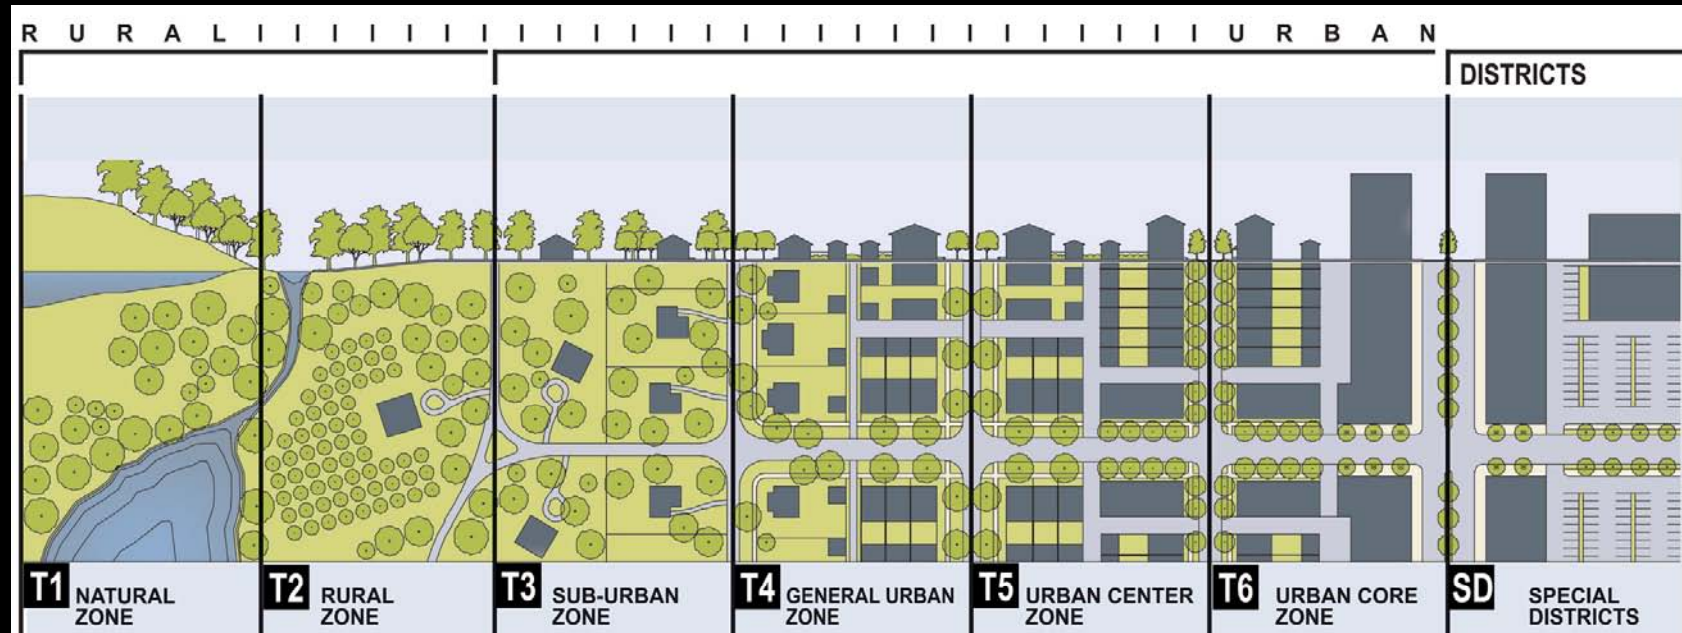 R U R A L I I I I I I I I I I I I I I I I I I I I I I I I I I U R B A N
DISTRICTS
T1 NATURAL
ZONE
T2 RURAL
ZONE
T3 SUB-URBAN
ZONE
T4 GENERAL URBAN
ZONE
T5 URBAN CENTER
ZONE
T6 URBAN CORE
ZONE
SD SPECIAL
DISTRICTS